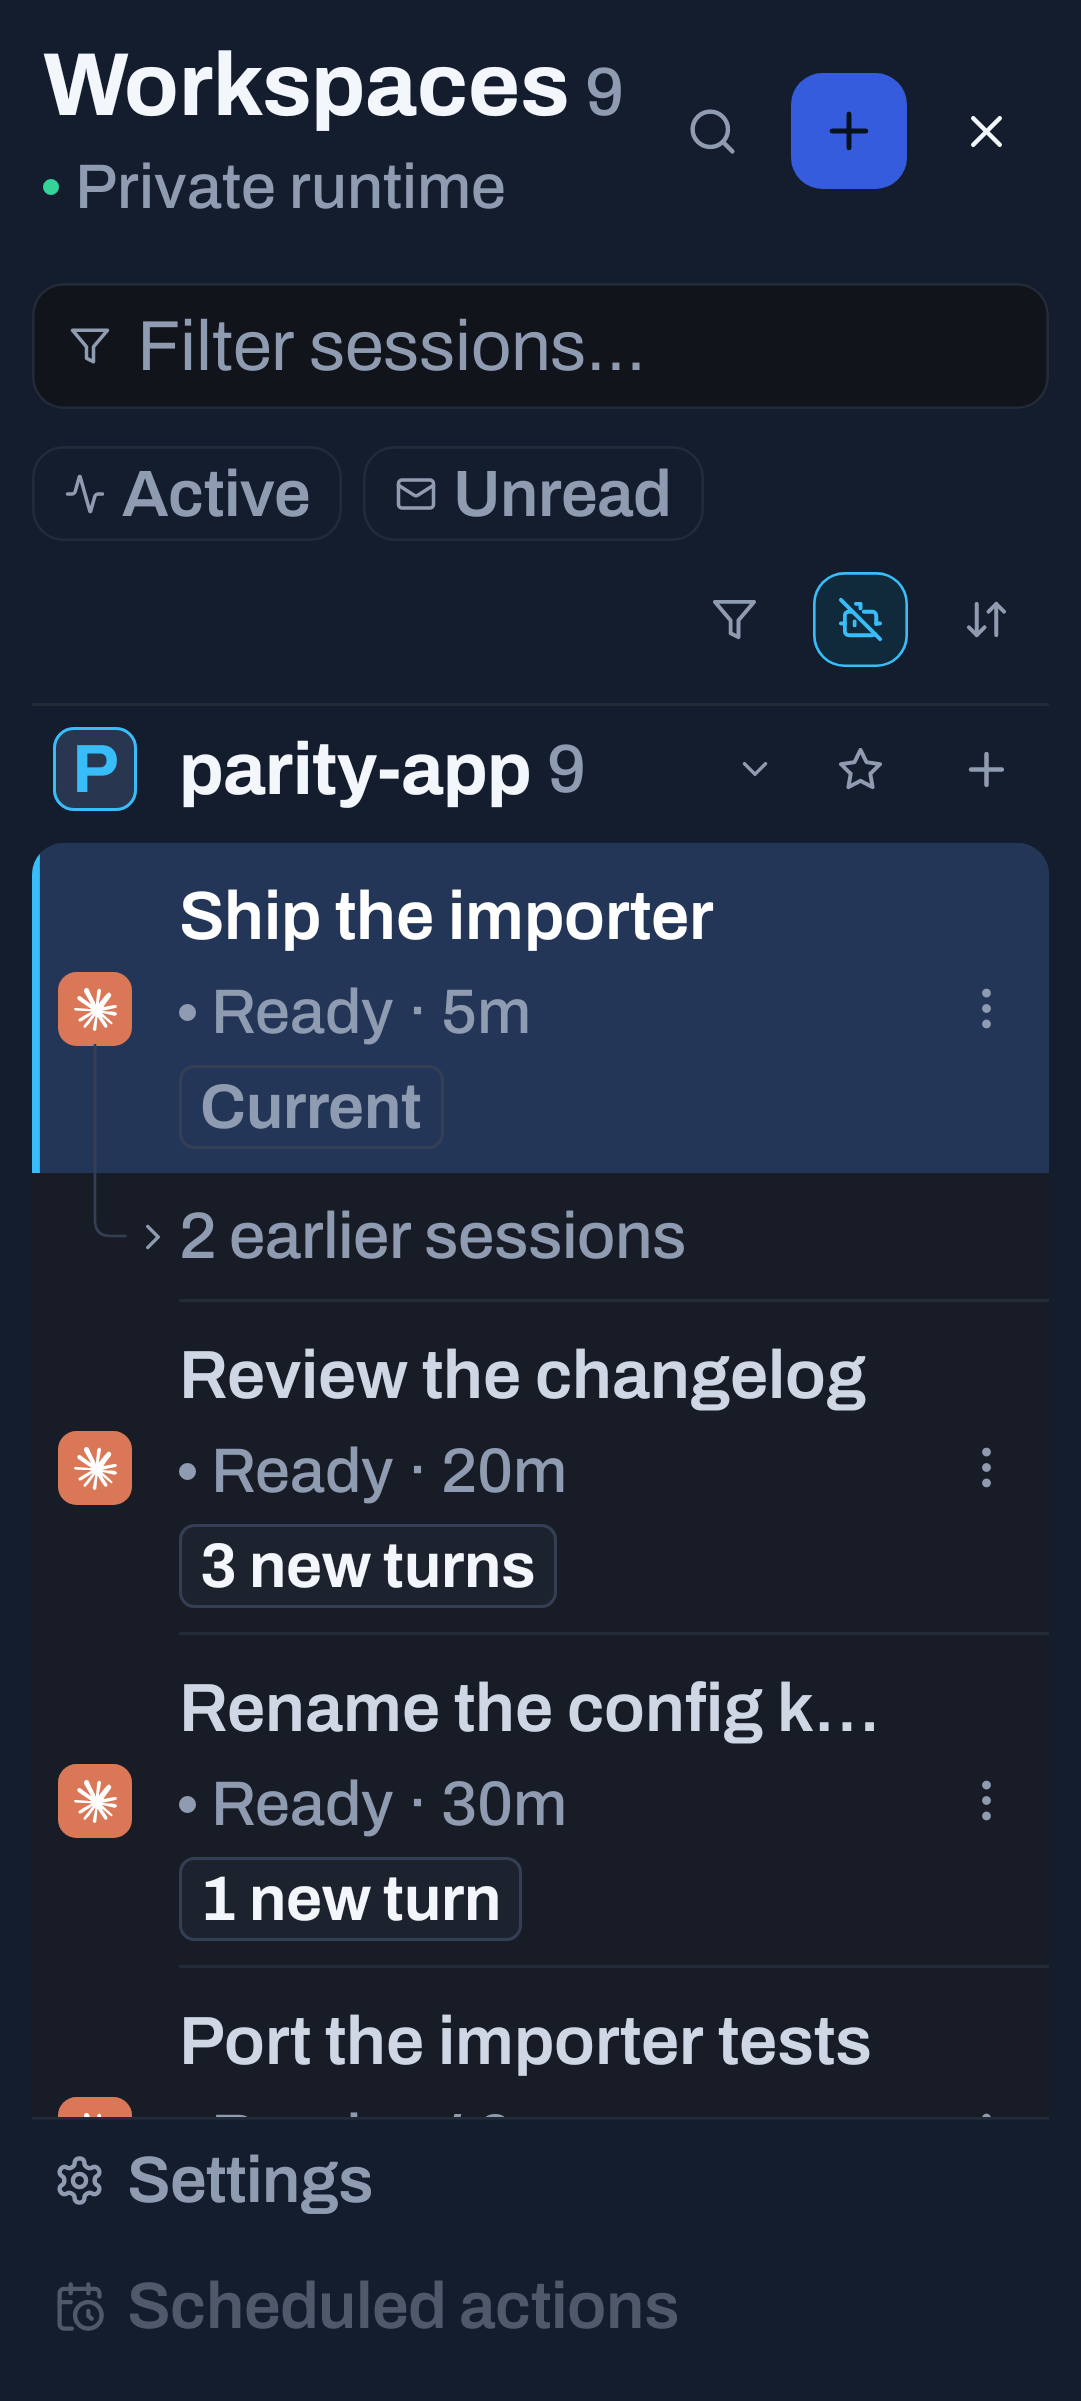 Workspaces 9
• Private runtime
Filter sessions...
Active
Unread
P parity-app 9
Ship the importer
• Ready · 5m
Current
2 earlier sessions
Review the changelog
• Ready · 20m
3 new turns
Rename the config k...
• Ready · 30m
1 new turn
Port the importer tests
Settings
Scheduled actions